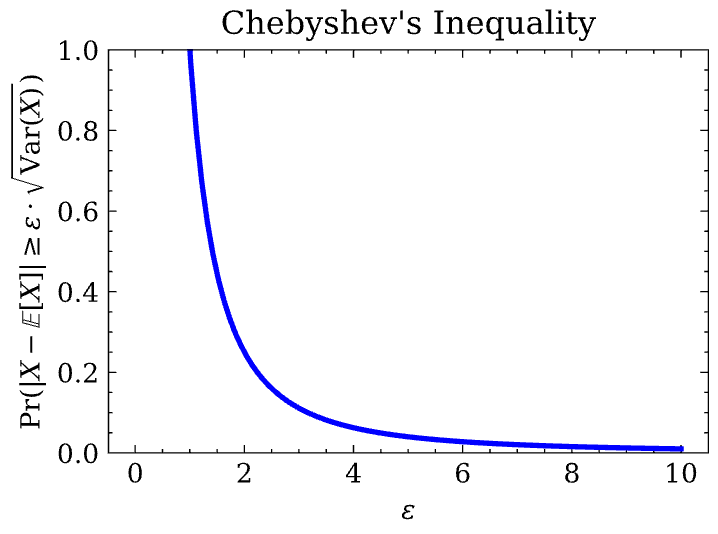 Chebyshev's Inequality
Pr(|X − 𝔼[X]| ≥ ε · √Var(X))
1.0
0.8
0.6
0.4
0.2
0.0
0 2 4 6 8 10
ε